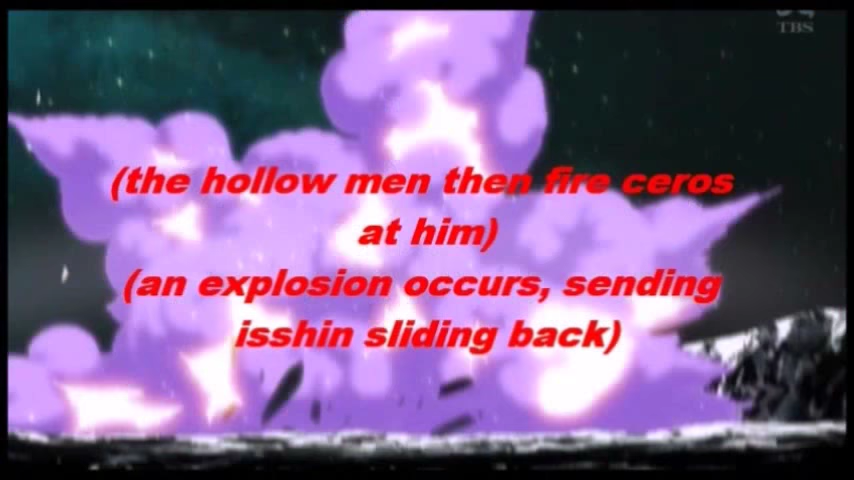 TBS
(the hollow men then fire ceros
at him)
(an explosion occurs, sending
isshin sliding back)